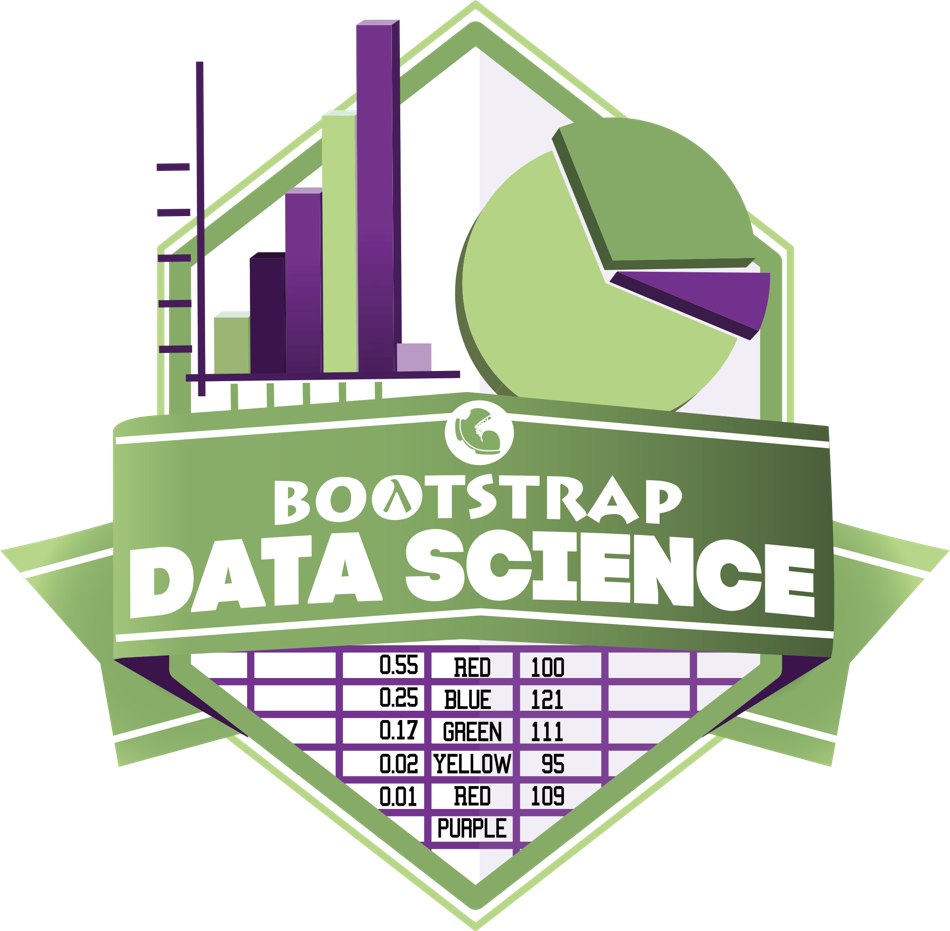 BOOTSTRAP
DATA SCIENCE
0.55 RED 100
0.25 BLUE 121
0.17 GREEN 111
0.02 YELLOW 95
0.01 RED 109
PURPLE